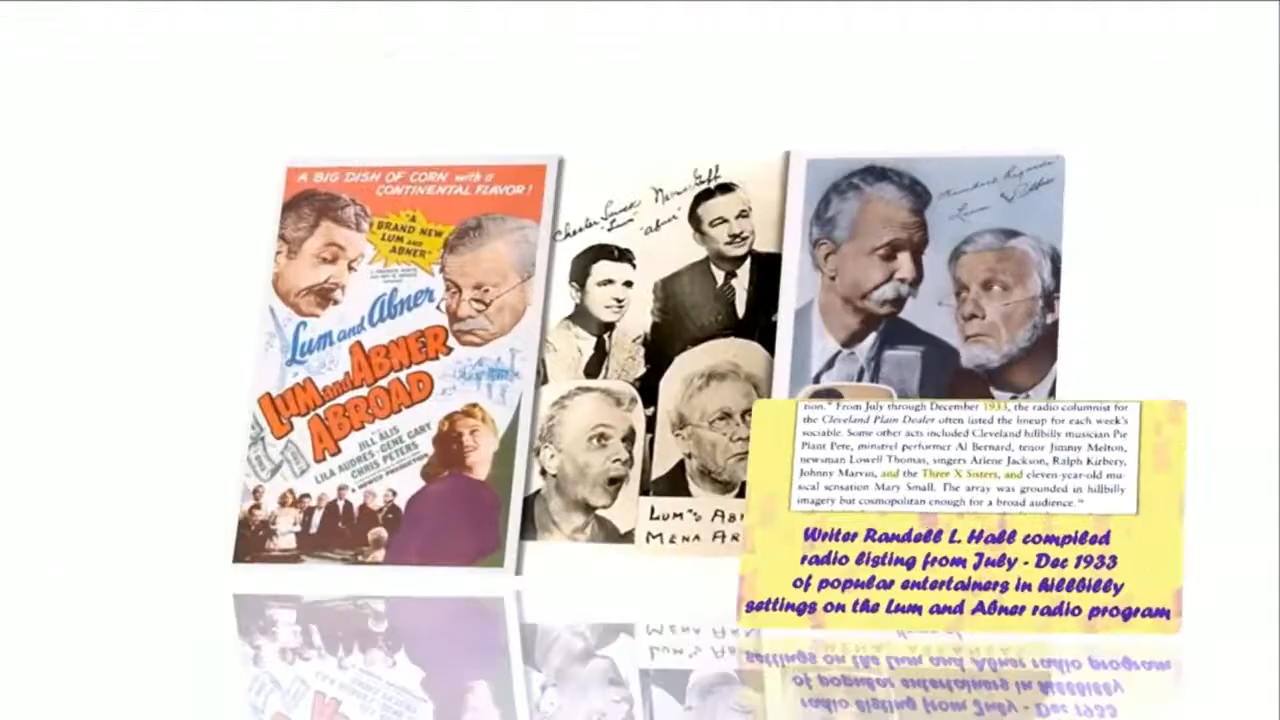 A BIG DISH OF CORN with a
CONTINENTAL FLAVOR!
"A
BRAND NEW
LUM AND
ABNER"
Lum and Abner
LUM and ABNER
ABROAD
JILL ALIS
LILA AUDRES · GENE GARY
CHRIS PETERS
Chester Lauck Norris Goff
"Lum" "abner"
LUM'S ABN
MENA AR
tion." From July through December 1933, the radio columnist for
the Cleveland Plain Dealer often listed the lineup for each week's
sociable. Some other acts included Cleveland hillbilly musician Pie
Plant Pete, minstrel performer Al Bernard, tenor Jimmy Melton,
newsman Lowell Thomas, singers Arlene Jackson, Ralph Kirbery,
Johnny Marvin, and the Three X Sisters, and eleven-year-old mu-
sical sensation Mary Small. The array was grounded in hillbilly
imagery but cosmopolitan enough for a broad audience."
Writer Randell L. Hall compiled
radio listing from July - Dec 1933
of popular entertainers in hillbilly
settings on the Lum and Abner radio program